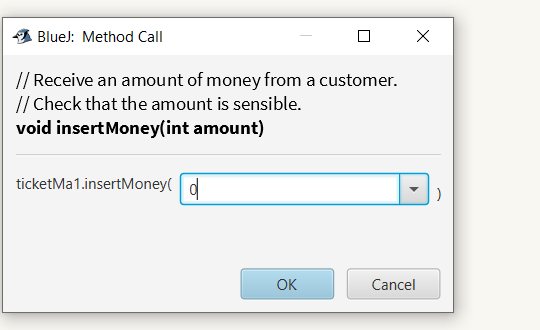 BlueJ:  Method Call
// Receive an amount of money from a customer.
// Check that the amount is sensible.
void insertMoney(int amount)
ticketMa1.insertMoney( 0 )
OK Cancel